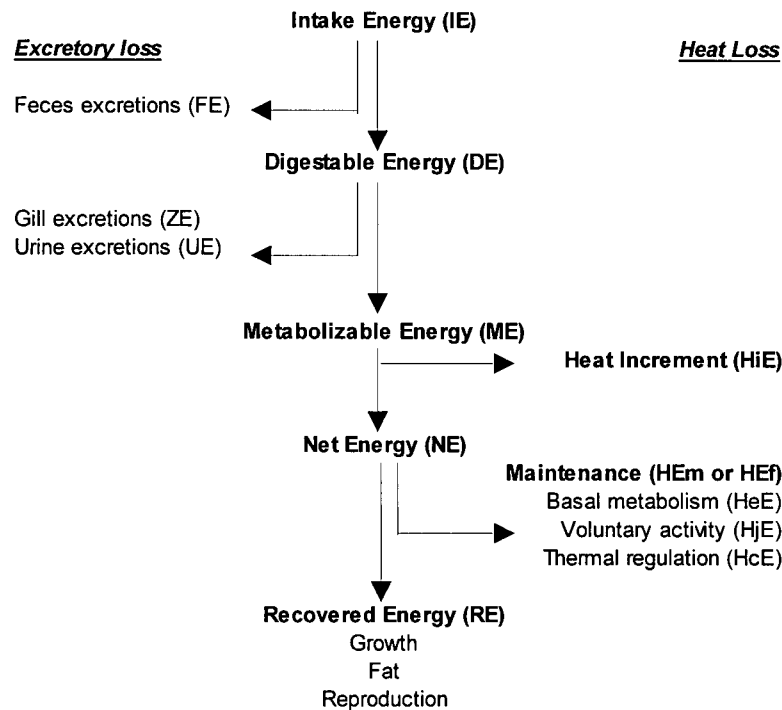 Intake Energy (IE)
Excretory loss
Heat Loss
Feces excretions (FE)
Digestable Energy (DE)
Gill excretions (ZE)
Urine excretions (UE)
Metabolizable Energy (ME)
Heat Increment (HiE)
Net Energy (NE)
Maintenance (HEm or HEf)
Basal metabolism (HeE)
Voluntary activity (HjE)
Thermal regulation (HcE)
Recovered Energy (RE)
Growth
Fat
Reproduction